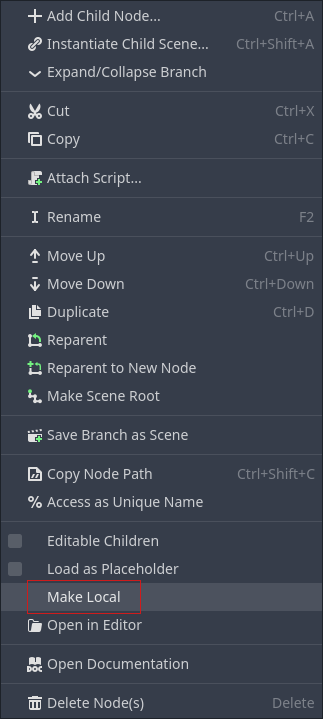 Add Child Node... Ctrl+A
Instantiate Child Scene... Ctrl+Shift+A
Expand/Collapse Branch
Cut Ctrl+X
Copy Ctrl+C
Attach Script...
Rename F2
Move Up Ctrl+Up
Move Down Ctrl+Down
Duplicate Ctrl+D
Reparent
Reparent to New Node
Make Scene Root
Save Branch as Scene
Copy Node Path Ctrl+Shift+C
Access as Unique Name
Editable Children
Load as Placeholder
Make Local
Open in Editor
Open Documentation
Delete Node(s) Delete